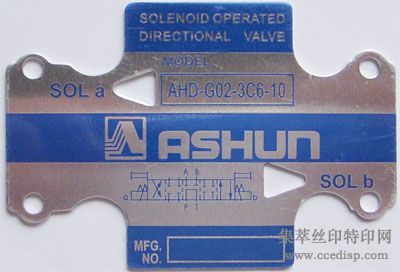 SOLENOID OPERATED
DIRECTIONAL VALVE
MODEL
SOL a
AHD-G02-3C6-10
ASHUN
A B
a
b
P T
SOL b
MFG.
NO.
集萃丝印特印网
www.ccedisp.com